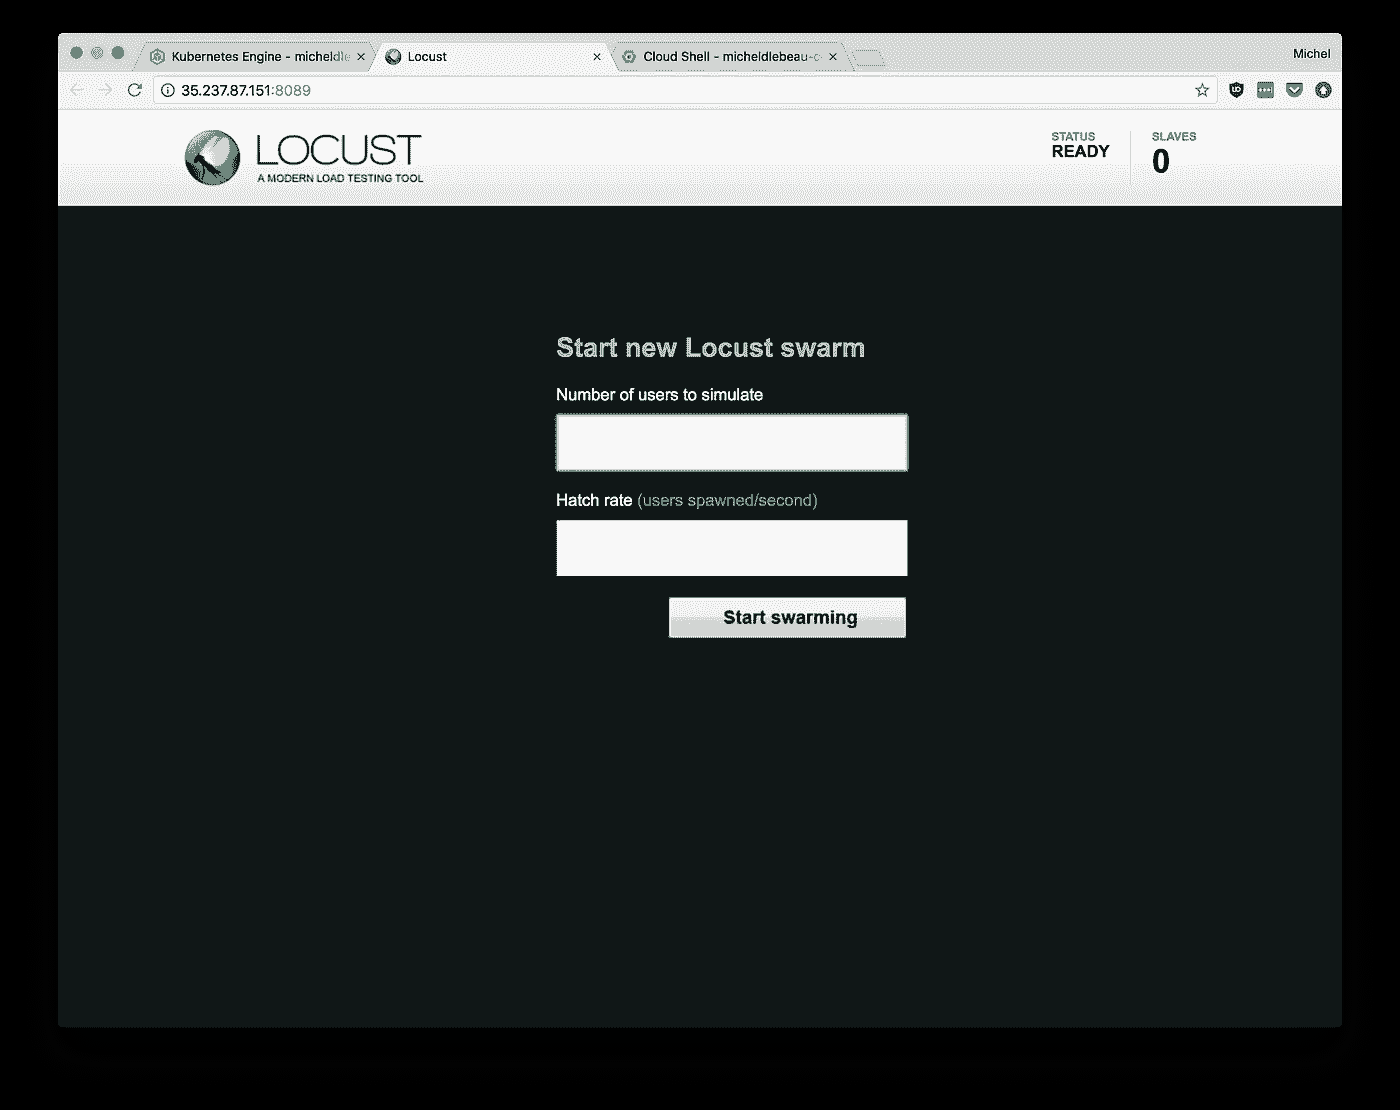 Kubernetes Engine - micheldle
Locust
Cloud Shell - micheldlebeau-c
Michel
35.237.87.151:8089
LOCUST
A MODERN LOAD TESTING TOOL
STATUS
READY
SLAVES
0
Start new Locust swarm
Number of users to simulate
Hatch rate (users spawned/second)
Start swarming